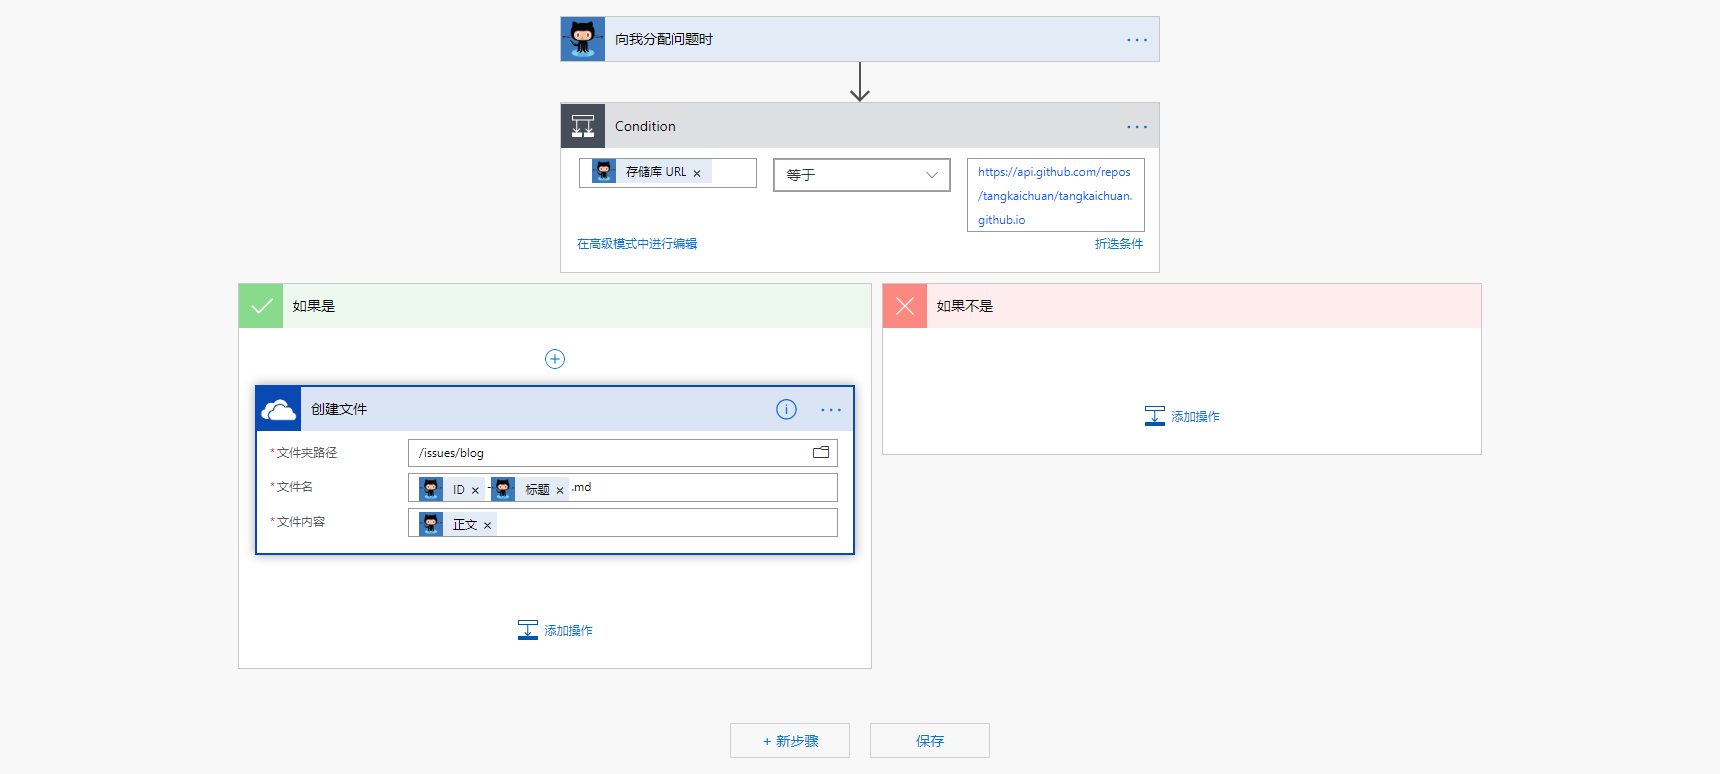 向我分配问题时
Condition
存储库 URL
等于
https://api.github.com/repos
/tangkaichuan/tangkaichuan.
github.io
在高级模式中进行编辑
折迭条件
如果是
如果不是
创建文件
*文件夹路径
/issues/blog
*文件名
ID - 标题 .md
*文件内容
正文
添加操作
添加操作
+ 新步骤
保存